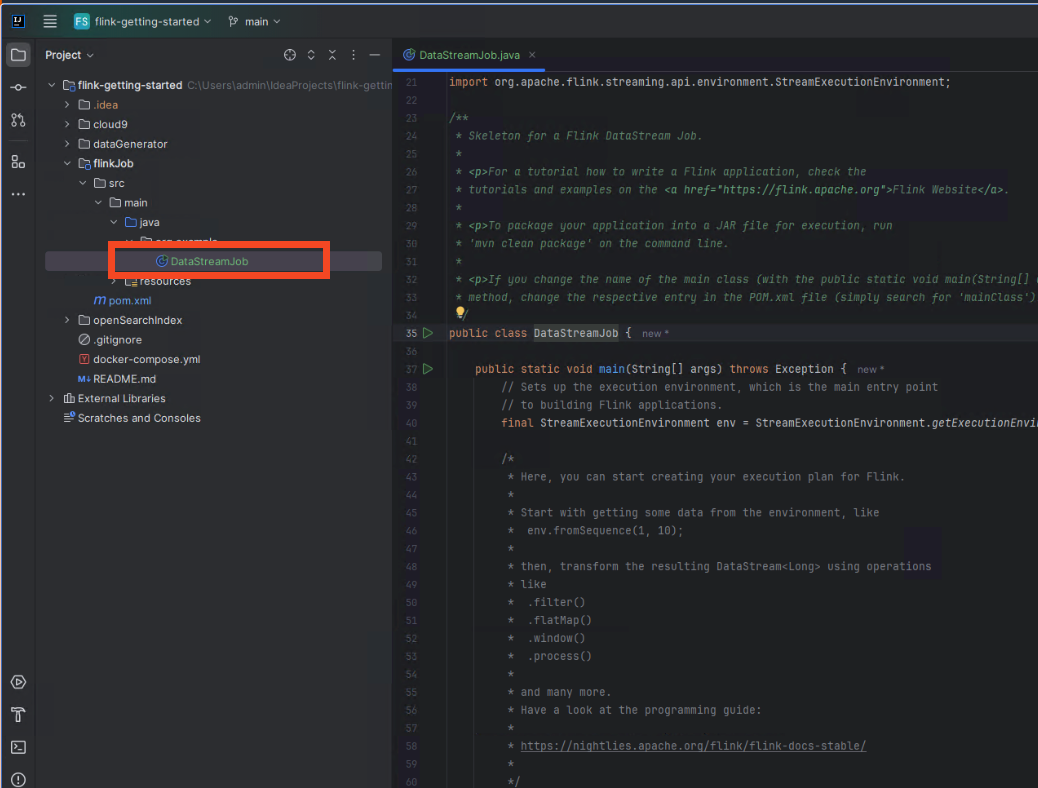 IJ
FS flink-getting-started main
Project
flink-getting-started C:\Users\admin\IdeaProjects\flink-gettin
.idea
cloud9
dataGenerator
flinkJob
src
main
java
DataStreamJob
resources
m pom.xml
openSearchIndex
.gitignore
Y docker-compose.yml
M↓ README.md
External Libraries
Scratches and Consoles
DataStreamJob.java ×
21 import org.apache.flink.streaming.api.environment.StreamExecutionEnvironment;
22
23 /**
24 * Skeleton for a Flink DataStream Job.
25 *
26 * <p>For a tutorial how to write a Flink application, check the
27 * tutorials and examples on the <a href="https://flink.apache.org">Flink Website</a>.
28 *
29 * <p>To package your application into a JAR file for execution, run
30 * 'mvn clean package' on the command line.
31 *
32 * <p>If you change the name of the main class (with the public static void main(String[]
33 * method, change the respective entry in the POM.xml file (simply search for 'mainClass')
34 */
35 public class DataStreamJob { new *
36
37 public static void main(String[] args) throws Exception { new *
38 // Sets up the execution environment, which is the main entry point
39 // to building Flink applications.
40 final StreamExecutionEnvironment env = StreamExecutionEnvironment.getExecutionEnvi
41
42 /*
43 * Here, you can start creating your execution plan for Flink.
44 *
45 * Start with getting some data from the environment, like
46 * env.fromSequence(1, 10);
47 *
48 * then, transform the resulting DataStream<Long> using operations
49 * like
50 * .filter()
51 * .flatMap()
52 * .window()
53 * .process()
54 *
55 * and many more.
56 * Have a look at the programming guide:
57 *
58 * https://nightlies.apache.org/flink/flink-docs-stable/
59 *
60 */